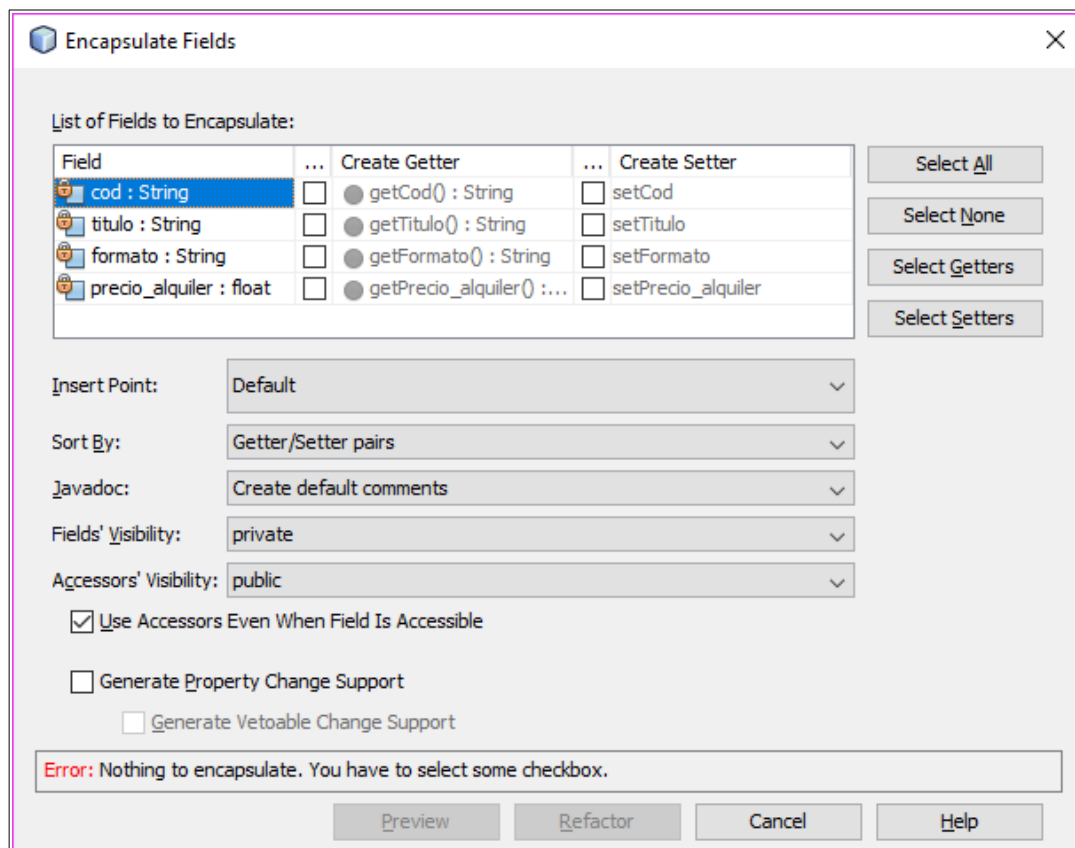 Encapsulate Fields
List of Fields to Encapsulate:
Field ... Create Getter ... Create Setter
cod : String getCod() : String setCod
titulo : String getTitulo() : String setTitulo
formato : String getFormato() : String setFormato
precio_alquiler : float getPrecio_alquiler() :... setPrecio_alquiler
Select All
Select None
Select Getters
Select Setters
Insert Point: Default
Sort By: Getter/Setter pairs
Javadoc: Create default comments
Fields' Visibility: private
Accessors' Visibility: public
Use Accessors Even When Field Is Accessible
Generate Property Change Support
Generate Vetoable Change Support
Error: Nothing to encapsulate. You have to select some checkbox.
Preview Refactor Cancel Help